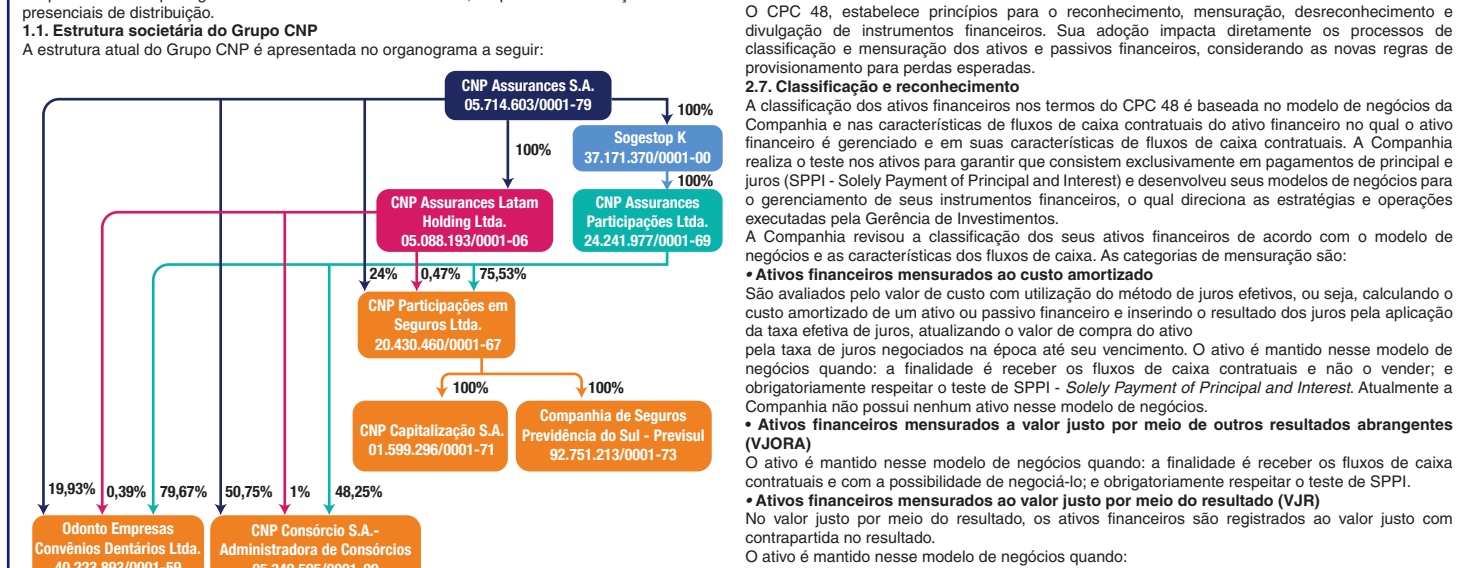 presenciais de distribuição.
1.1. Estrutura societária do Grupo CNP
A estrutura atual do Grupo CNP é apresentada no organograma a seguir:
CNP Assurances S.A.
05.714.603/0001-79
100%
Sogestop K
37.171.370/0001-00
100%
100%
CNP Assurances Latam
Holding Ltda.
05.088.193/0001-06
CNP Assurances
Participações Ltda.
24.241.977/0001-69
24% 0,47% 75,53%
CNP Participações em
Seguros Ltda.
20.430.460/0001-67
100% 100%
CNP Capitalização S.A.
01.599.296/0001-71
Companhia de Seguros
Previdência do Sul - Previsul
92.751.213/0001-73
19,93% 0,39% 79,67% 50,75% 1% 48,25%
Odonto Empresas
Convênios Dentários Ltda.
40.223.893/0001-59
CNP Consórcio S.A.-
Administradora de Consórcios
O CPC 48, estabelece princípios para o reconhecimento, mensuração, desreconhecimento e
divulgação de instrumentos financeiros. Sua adoção impacta diretamente os processos de
classificação e mensuração dos ativos e passivos financeiros, considerando as novas regras de
provisionamento para perdas esperadas.
2.7. Classificação e reconhecimento
A classificação dos ativos financeiros nos termos do CPC 48 é baseada no modelo de negócios da
Companhia e nas características de fluxos de caixa contratuais do ativo financeiro no qual o ativo
financeiro é gerenciado e em suas características de fluxos de caixa contratuais. A Companhia
realiza o teste nos ativos para garantir que consistem exclusivamente em pagamentos de principal e
juros (SPPI - Solely Payment of Principal and Interest) e desenvolveu seus modelos de negócios para
o gerenciamento de seus instrumentos financeiros, o qual direciona as estratégias e operações
executadas pela Gerência de Investimentos.
A Companhia revisou a classificação dos seus ativos financeiros de acordo com o modelo de
negócios e as características dos fluxos de caixa. As categorias de mensuração são:
• Ativos financeiros mensurados ao custo amortizado
São avaliados pelo valor de custo com utilização do método de juros efetivos, ou seja, calculando o
custo amortizado de um ativo ou passivo financeiro e inserindo o resultado dos juros pela aplicação
da taxa efetiva de juros, atualizando o valor de compra do ativo
pela taxa de juros negociados na época até seu vencimento. O ativo é mantido nesse modelo de
negócios quando: a finalidade é receber os fluxos de caixa contratuais e não o vender; e
obrigatoriamente respeitar o teste de SPPI - Solely Payment of Principal and Interest. Atualmente a
Companhia não possui nenhum ativo nesse modelo de negócios.
• Ativos financeiros mensurados a valor justo por meio de outros resultados abrangentes
(VJORA)
O ativo é mantido nesse modelo de negócios quando: a finalidade é receber os fluxos de caixa
contratuais e com a possibilidade de negociá-lo; e obrigatoriamente respeitar o teste de SPPI.
• Ativos financeiros mensurados ao valor justo por meio do resultado (VJR)
No valor justo por meio do resultado, os ativos financeiros são registrados ao valor justo com
contrapartida no resultado.
O ativo é mantido nesse modelo de negócios quando: